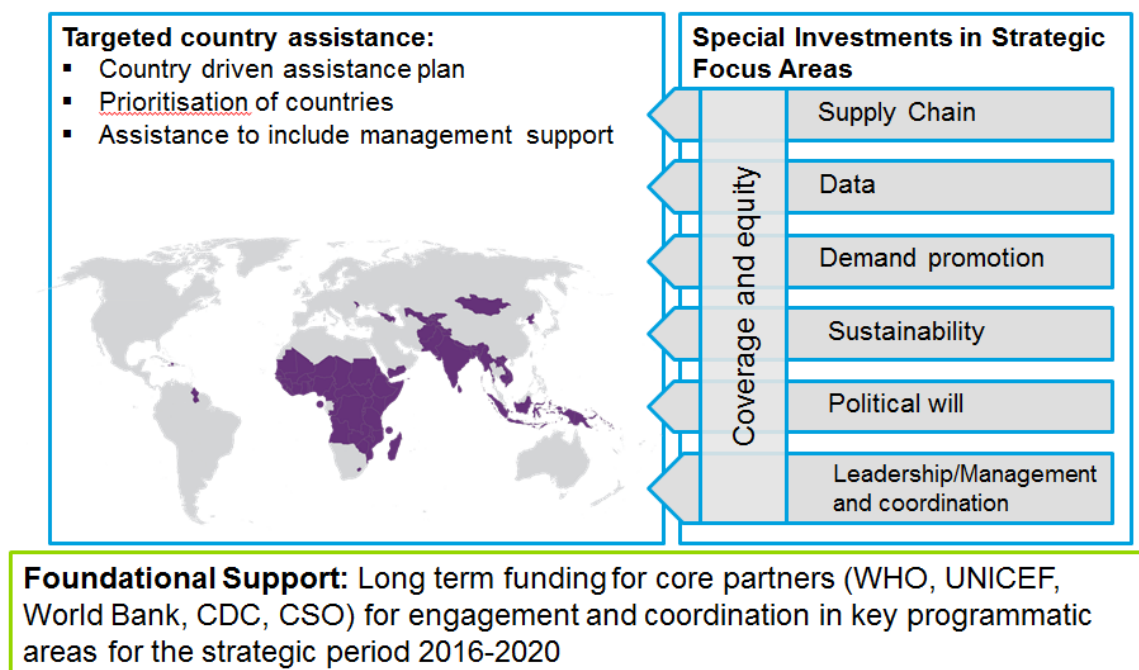 Targeted country assistance:
▪ Country driven assistance plan
▪ Prioritisation of countries
▪ Assistance to include management support
Special Investments in Strategic
Focus Areas
Coverage and equity
Supply Chain
Data
Demand promotion
Sustainability
Political will
Leadership/Management
and coordination
Foundational Support: Long term funding for core partners (WHO, UNICEF,
World Bank, CDC, CSO) for engagement and coordination in key programmatic
areas for the strategic period 2016-2020